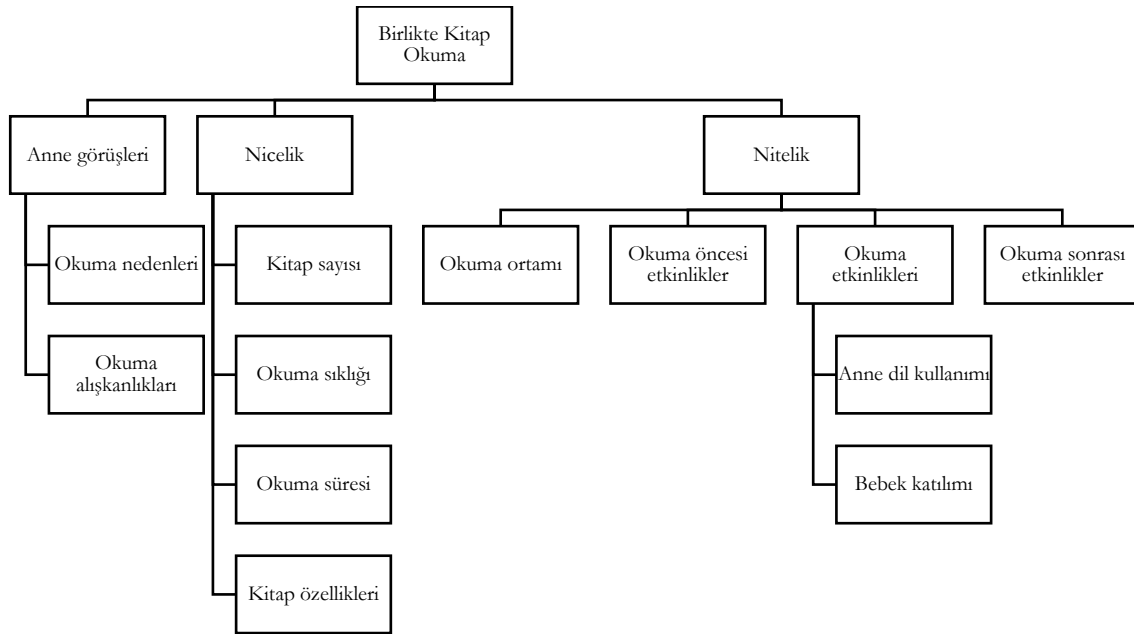 Birlikte Kitap
Okuma
Anne görüşleri
Nicelik
Nitelik
Okuma nedenleri
Kitap sayısı
Okuma ortamı
Okuma öncesi
etkinlikler
Okuma
etkinlikleri
Okuma sonrası
etkinlikler
Okuma
alışkanlıkları
Okuma sıklığı
Anne dil kullanımı
Okuma süresi
Bebek katılımı
Kitap özellikleri